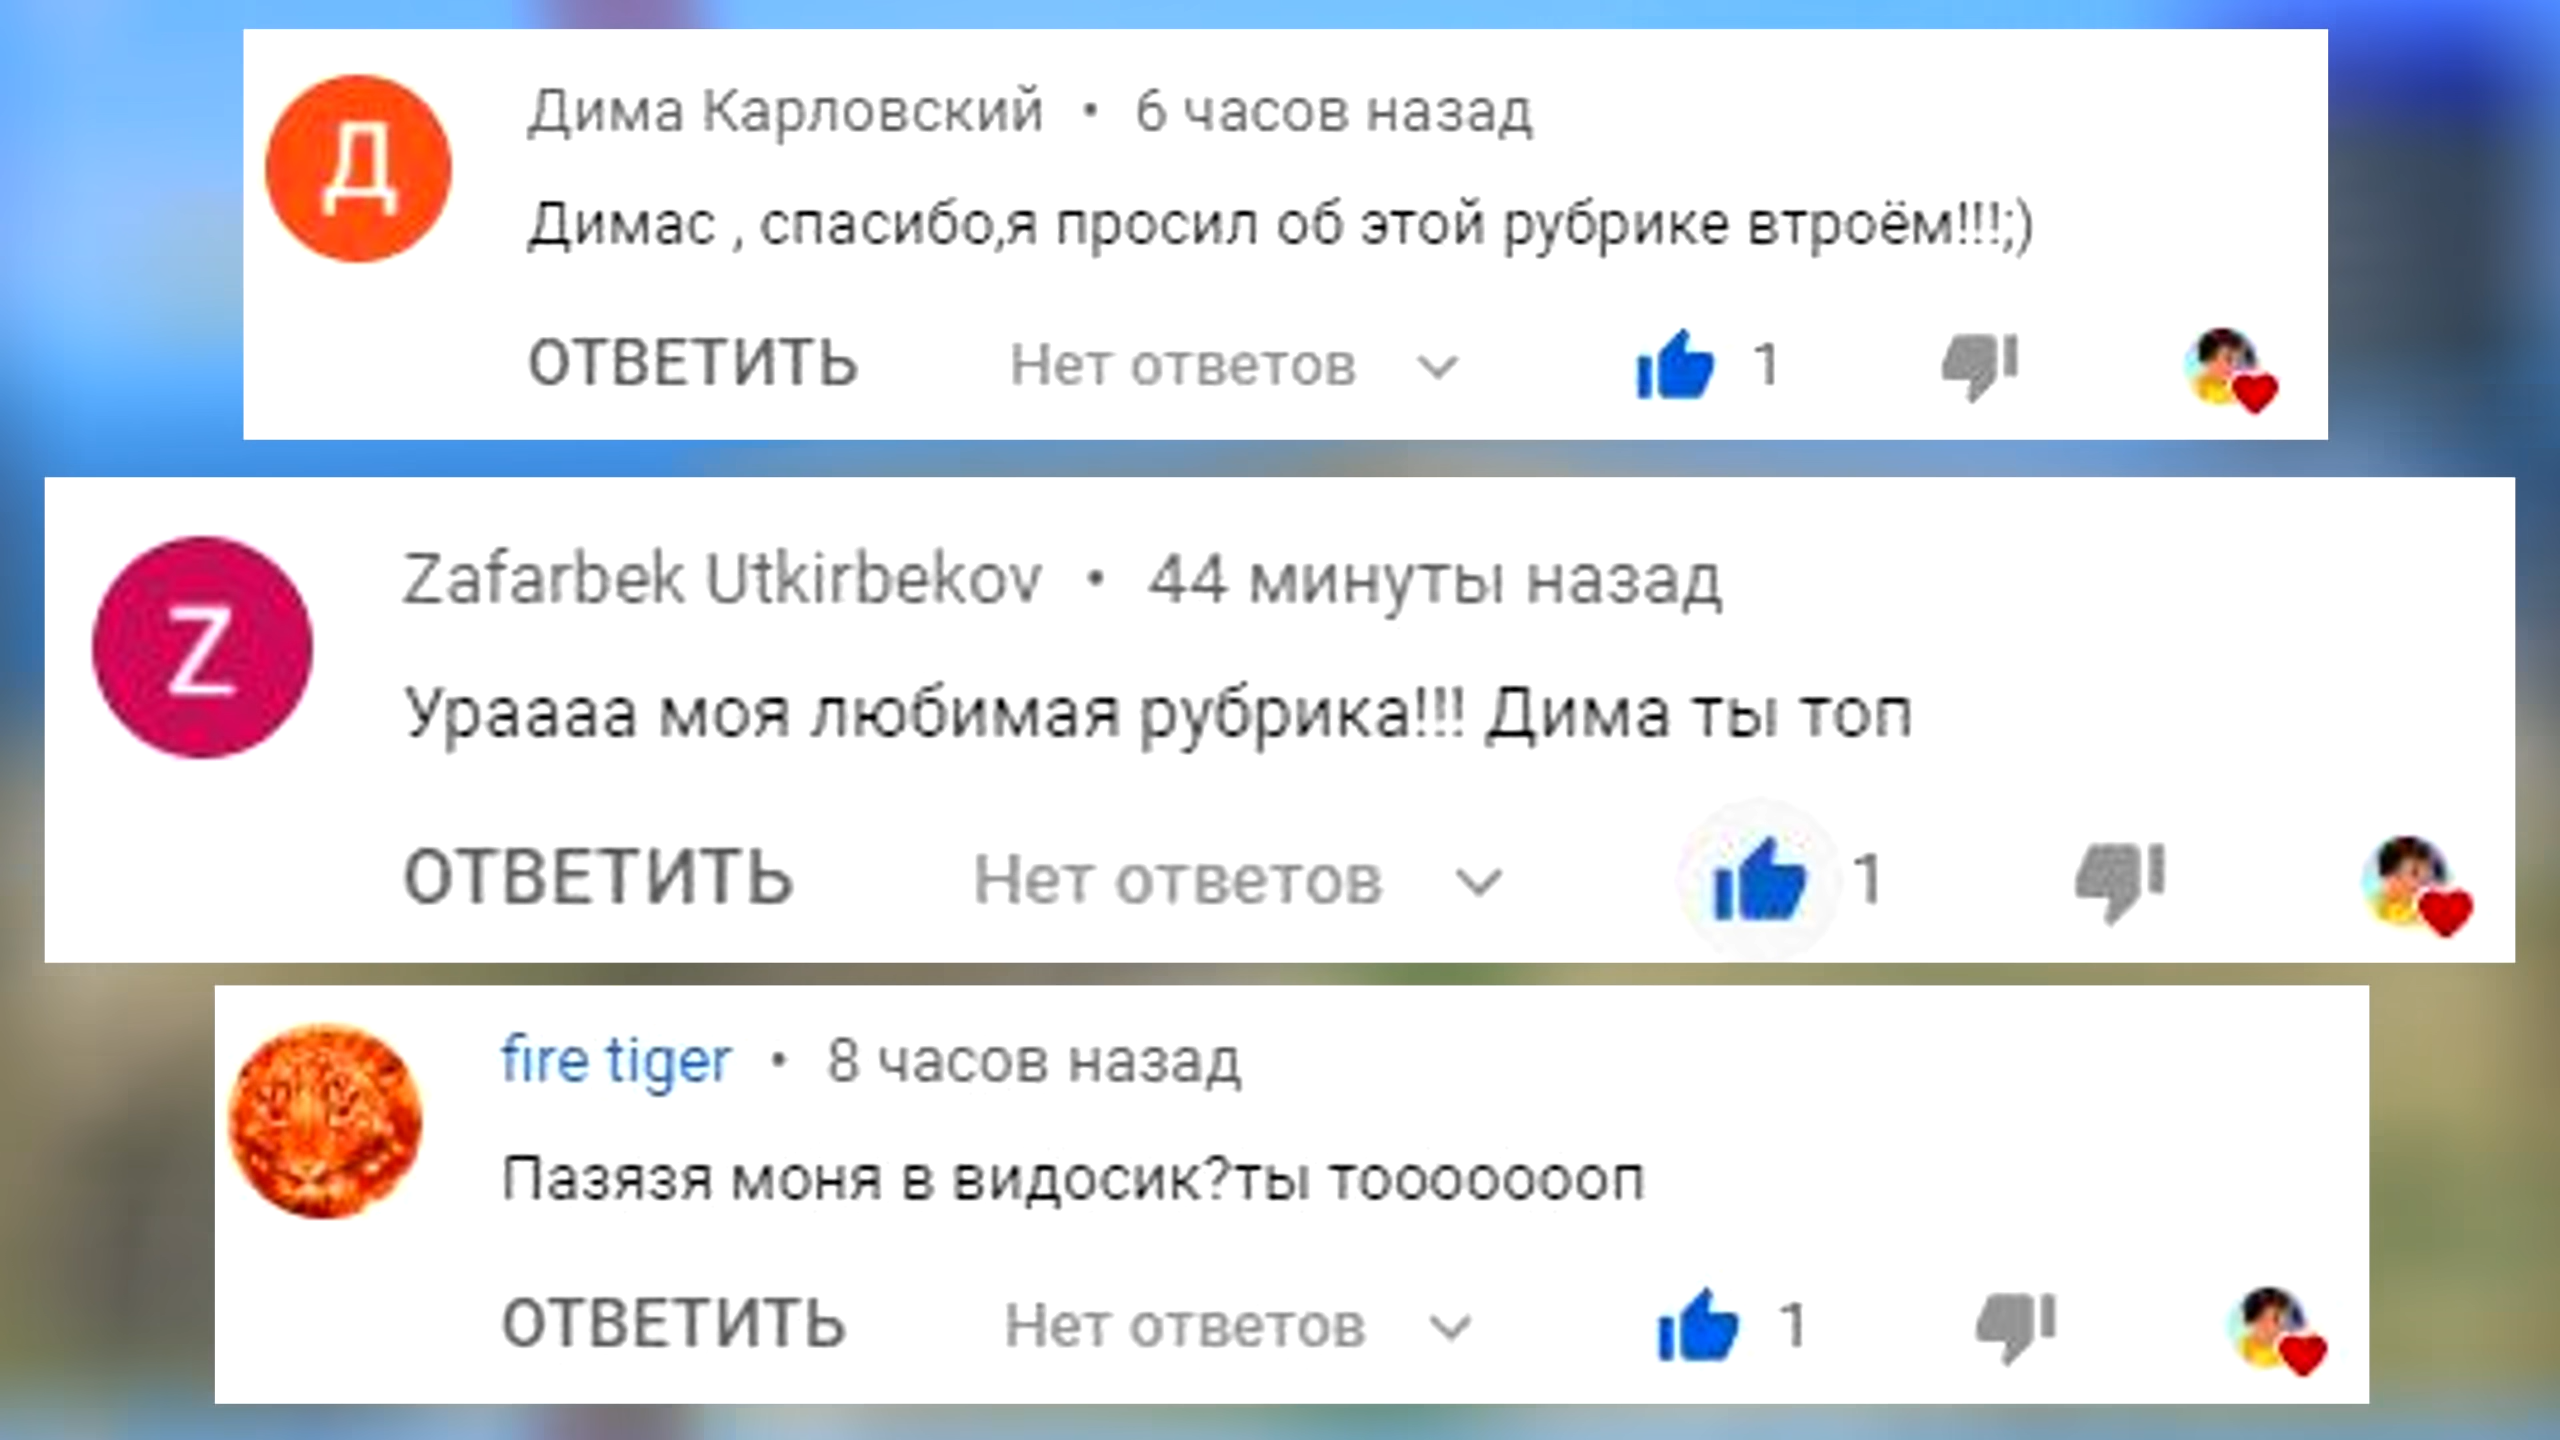 Д
Дима Карловский • 6 часов назад
Димас , спасибо,я просил об этой рубрике втроём!!!;)
ОТВЕТИТЬ Нет ответов 1
Z
Zafarbek Utkirbekov • 44 минуты назад
Ураааа моя любимая рубрика!!! Дима ты топ
ОТВЕТИТЬ Нет ответов 1
fire tiger • 8 часов назад
Пазязя моня в видосик?ты тооооооооп
ОТВЕТИТЬ Нет ответов 1